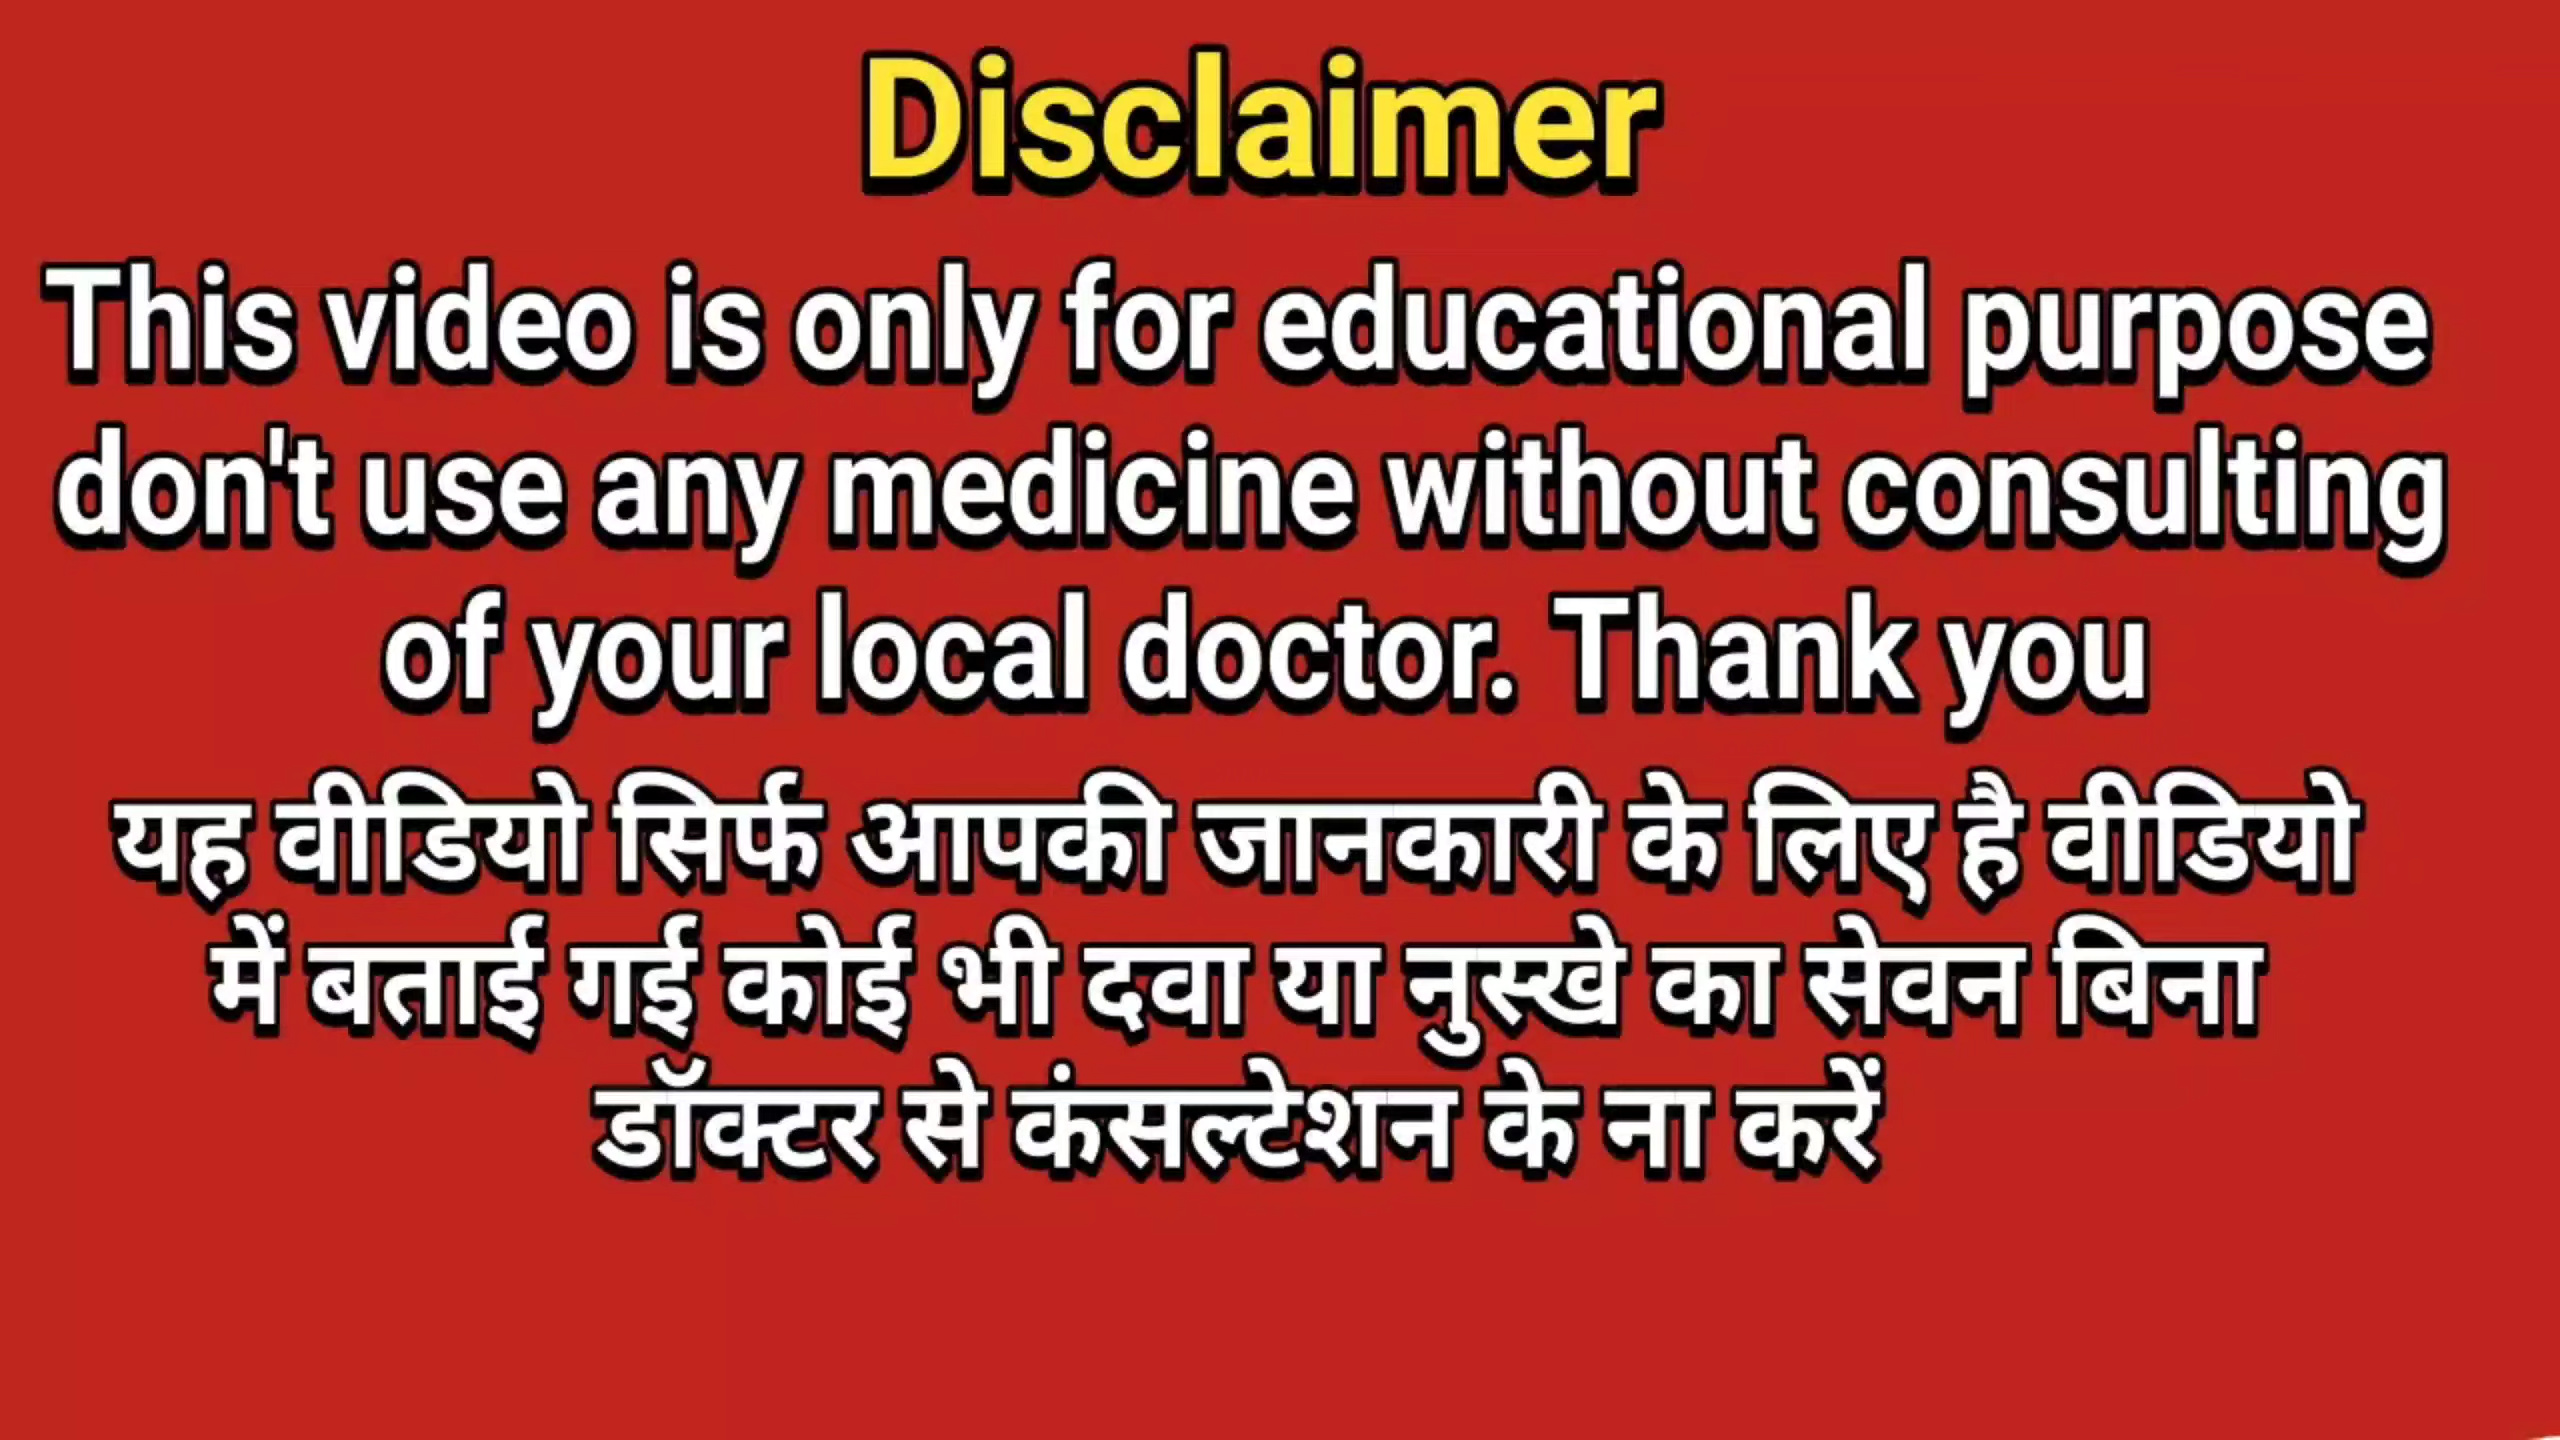 Disclaimer
This video is only for educational purpose
don't use any medicine without consulting
of your local doctor. Thank you
यह वीडियो सिर्फ आपकी जानकारी के लिए है वीडियो
में बताई गई कोई भी दवा या नुस्खे का सेवन बिना
डॉक्टर से कंसल्टेशन के ना करें